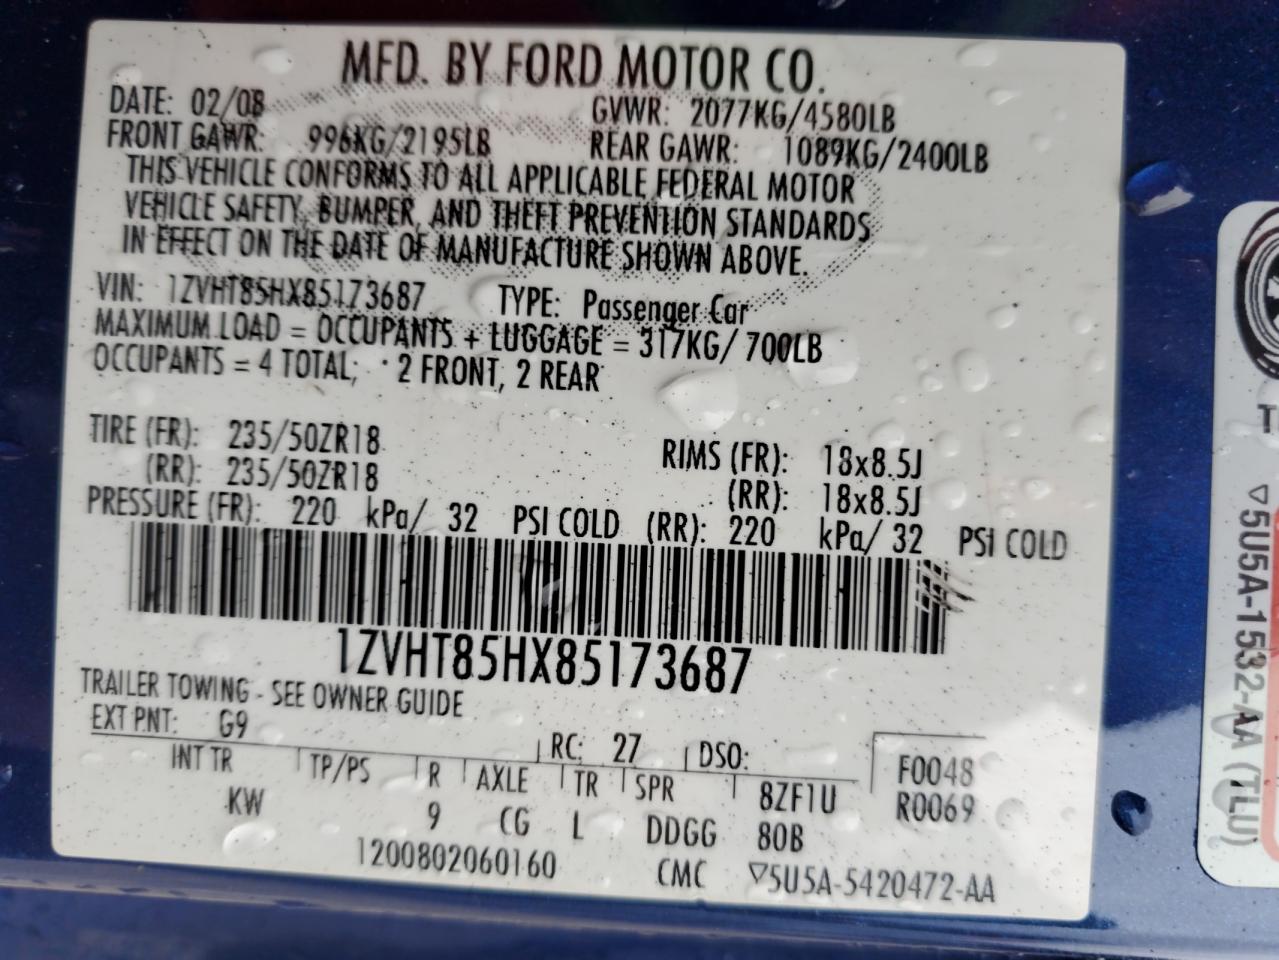 MFD. BY FORD MOTOR CO.
DATE: 02/08 GVWR: 2077KG/4580LB
FRONT GAWR: 996KG/2195LB REAR GAWR: 1089KG/2400LB
THIS VEHICLE CONFORMS TO ALL APPLICABLE FEDERAL MOTOR
VEHICLE SAFETY, BUMPER, AND THEFT PREVENTION STANDARDS
IN EFFECT ON THE DATE OF MANUFACTURE SHOWN ABOVE.
VIN: 1ZVHT85HX85173687 TYPE: Passenger Car
MAXIMUM LOAD = OCCUPANTS + LUGGAGE = 317KG/ 700LB
OCCUPANTS = 4 TOTAL; 2 FRONT, 2 REAR
TIRE (FR): 235/50ZR18 RIMS (FR): 18x8.5J
(RR): 235/50ZR18 (RR): 18x8.5J
PRESSURE (FR): 220 kPa/ 32 PSI COLD (RR): 220 kPa/ 32 PSI COLD
1ZVHT85HX85173687
TRAILER TOWING - SEE OWNER GUIDE
EXT PNT: G9 RC: 27 DSO: F0048
INT TR TP/PS R AXLE TR SPR 8ZF1U R0069
KW 9 CG L DDGG 80B
1200802060160 CMC ▽5U5A-5420472-AA
T
▽5U5A-1532-AA (TLU)